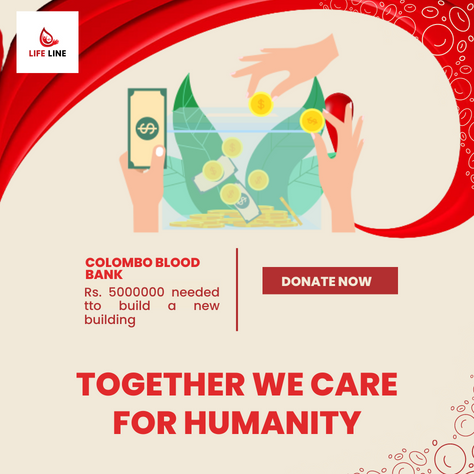 LIFE LINE
COLOMBO BLOOD
BANK
Rs. 5000000 needed
tto build a new
building
DONATE NOW
TOGETHER WE CARE
FOR HUMANITY